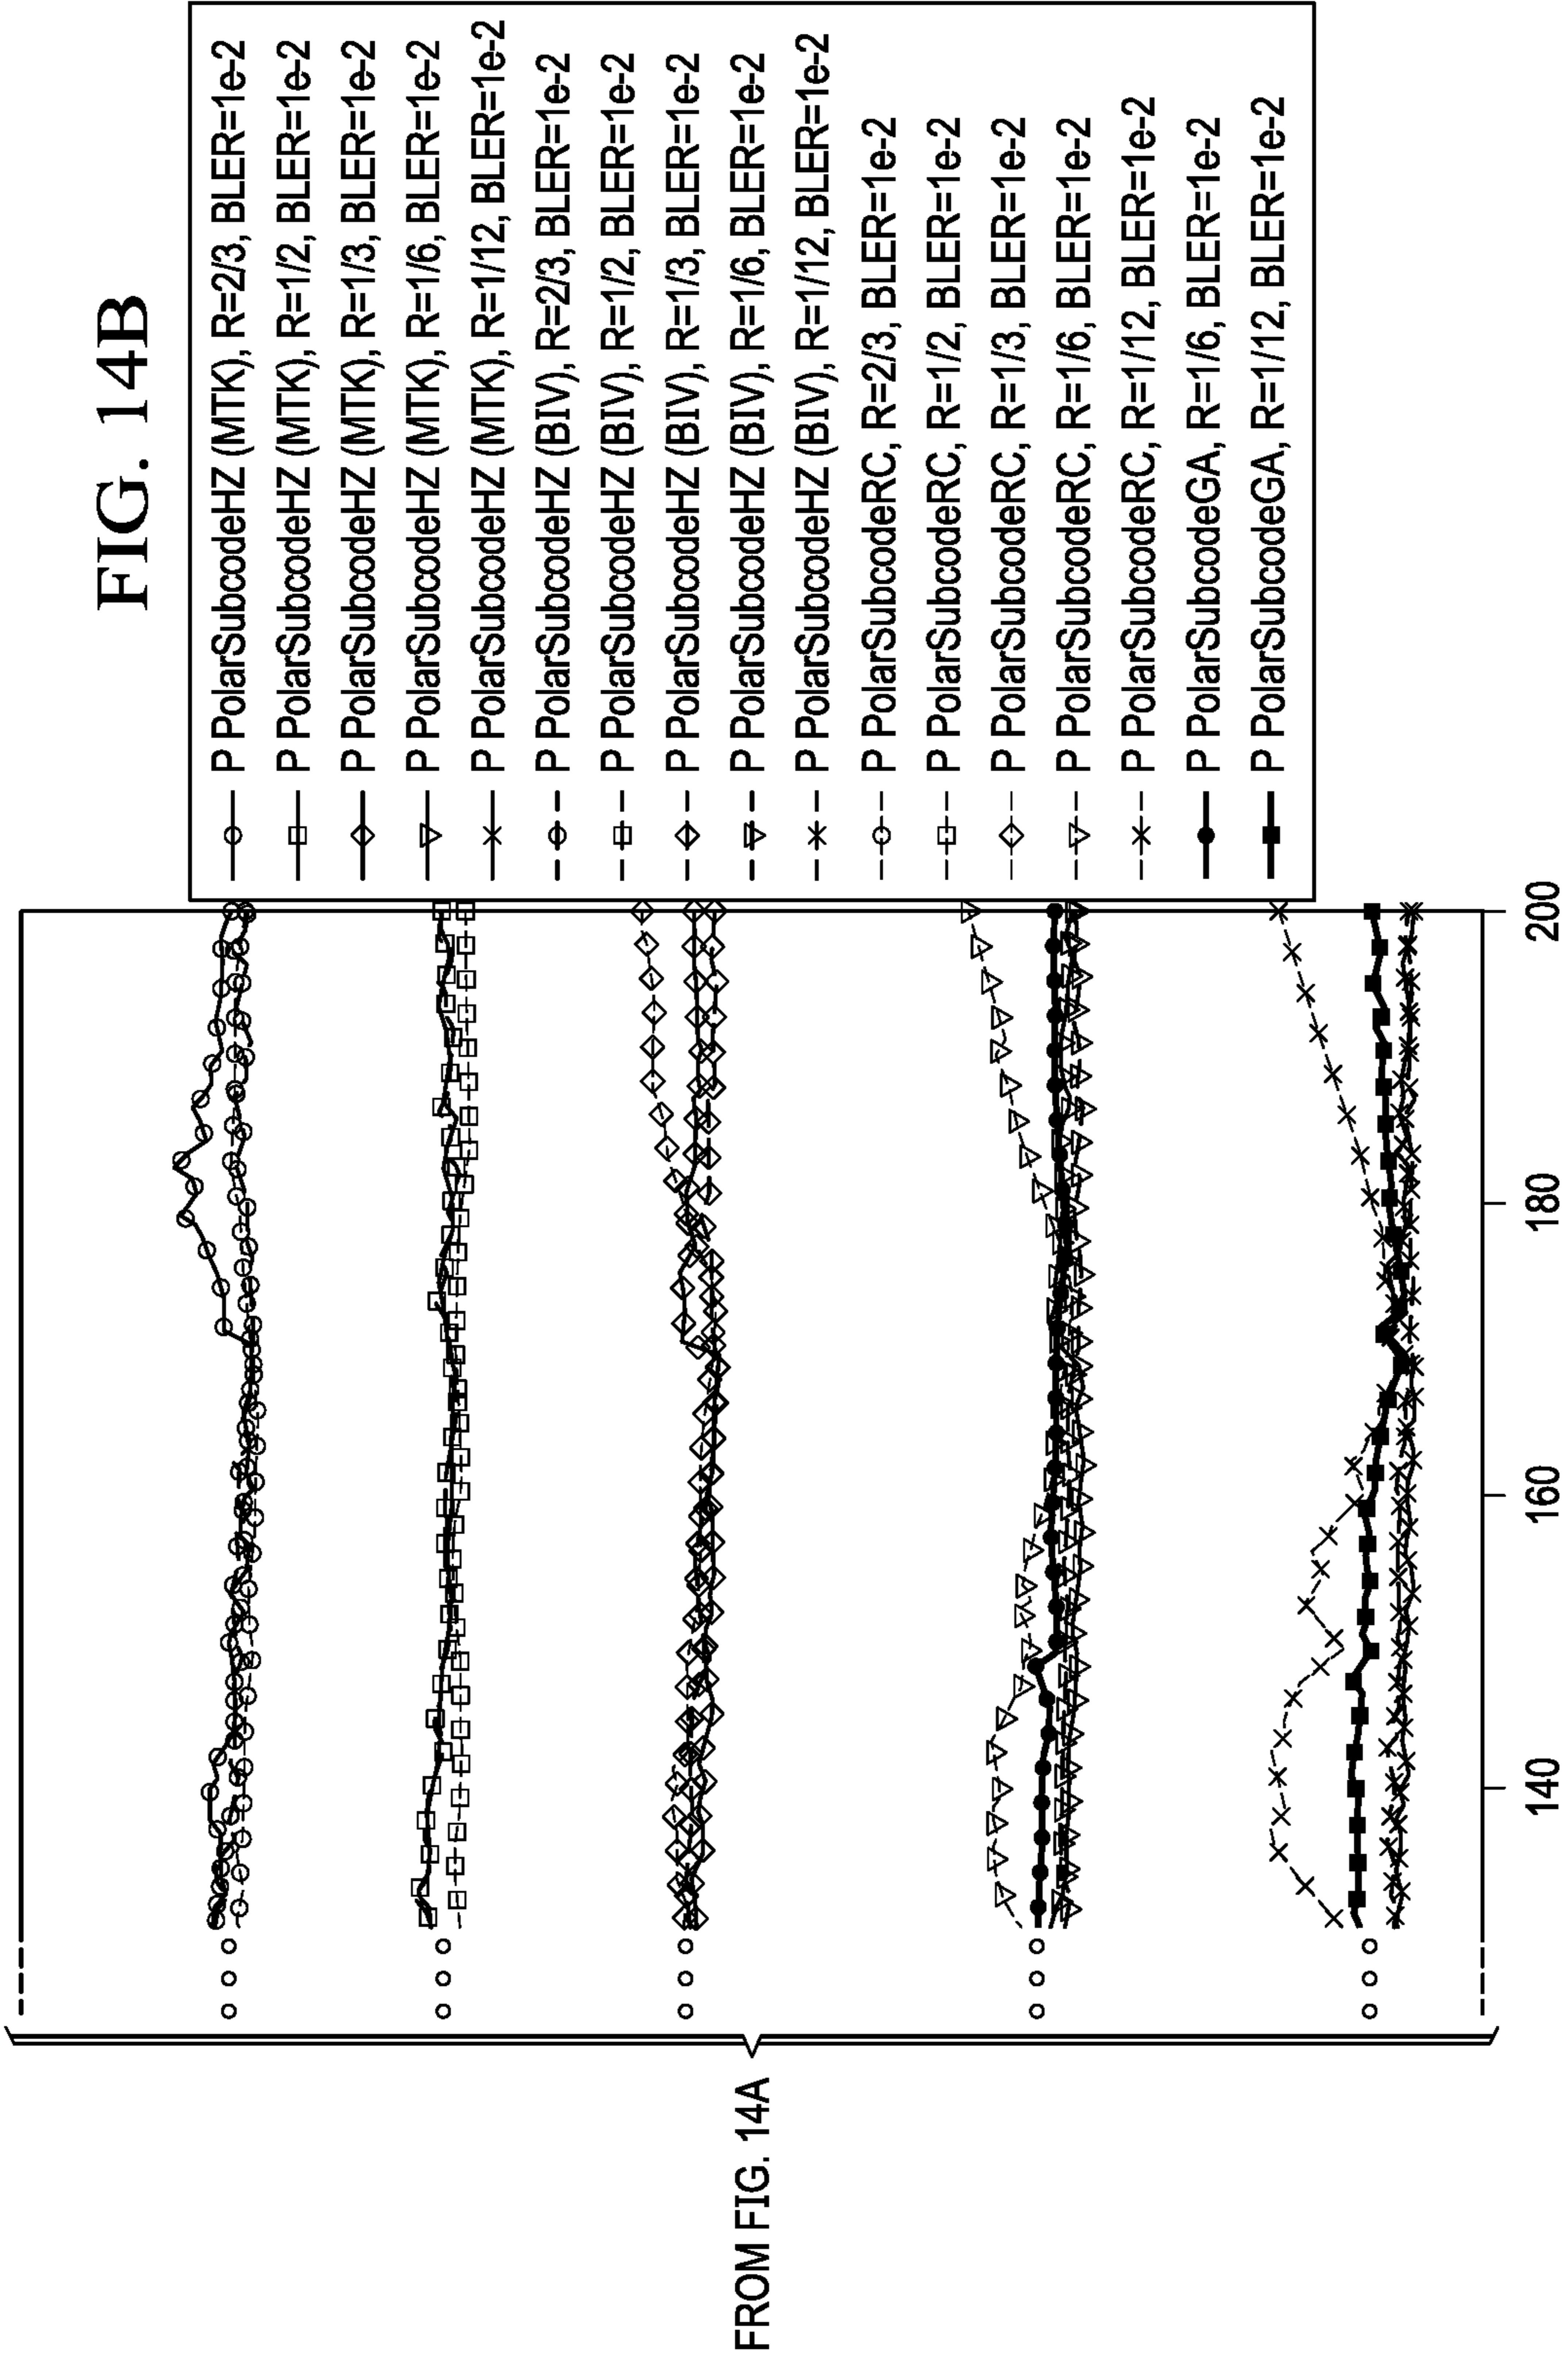 FIG. 14B
P PolarSubcodeHZ (MTK), R=2/3, BLER=1e-2
P PolarSubcodeHZ (MTK), R=1/2, BLER=1e-2
P PolarSubcodeHZ (MTK), R=1/3, BLER=1e-2
P PolarSubcodeHZ (MTK), R=1/6, BLER=1e-2
P PolarSubcodeHZ (MTK), R=1/12, BLER=1e-2
P PolarSubcodeHZ (BIV), R=2/3, BLER=1e-2
P PolarSubcodeHZ (BIV), R=1/2, BLER=1e-2
P PolarSubcodeHZ (BIV), R=1/3, BLER=1e-2
P PolarSubcodeHZ (BIV), R=1/6, BLER=1e-2
P PolarSubcodeHZ (BIV), R=1/12, BLER=1e-2
P PolarSubcodeRC, R=2/3, BLER=1e-2
P PolarSubcodeRC, R=1/2, BLER=1e-2
P PolarSubcodeRC, R=1/3, BLER=1e-2
P PolarSubcodeRC, R=1/6, BLER=1e-2
P PolarSubcodeRC, R=1/12, BLER=1e-2
P PolarSubcodeGA, R=1/6, BLER=1e-2
P PolarSubcodeGA, R=1/12, BLER=1e-2
FROM FIG. 14A
140 160 180 200